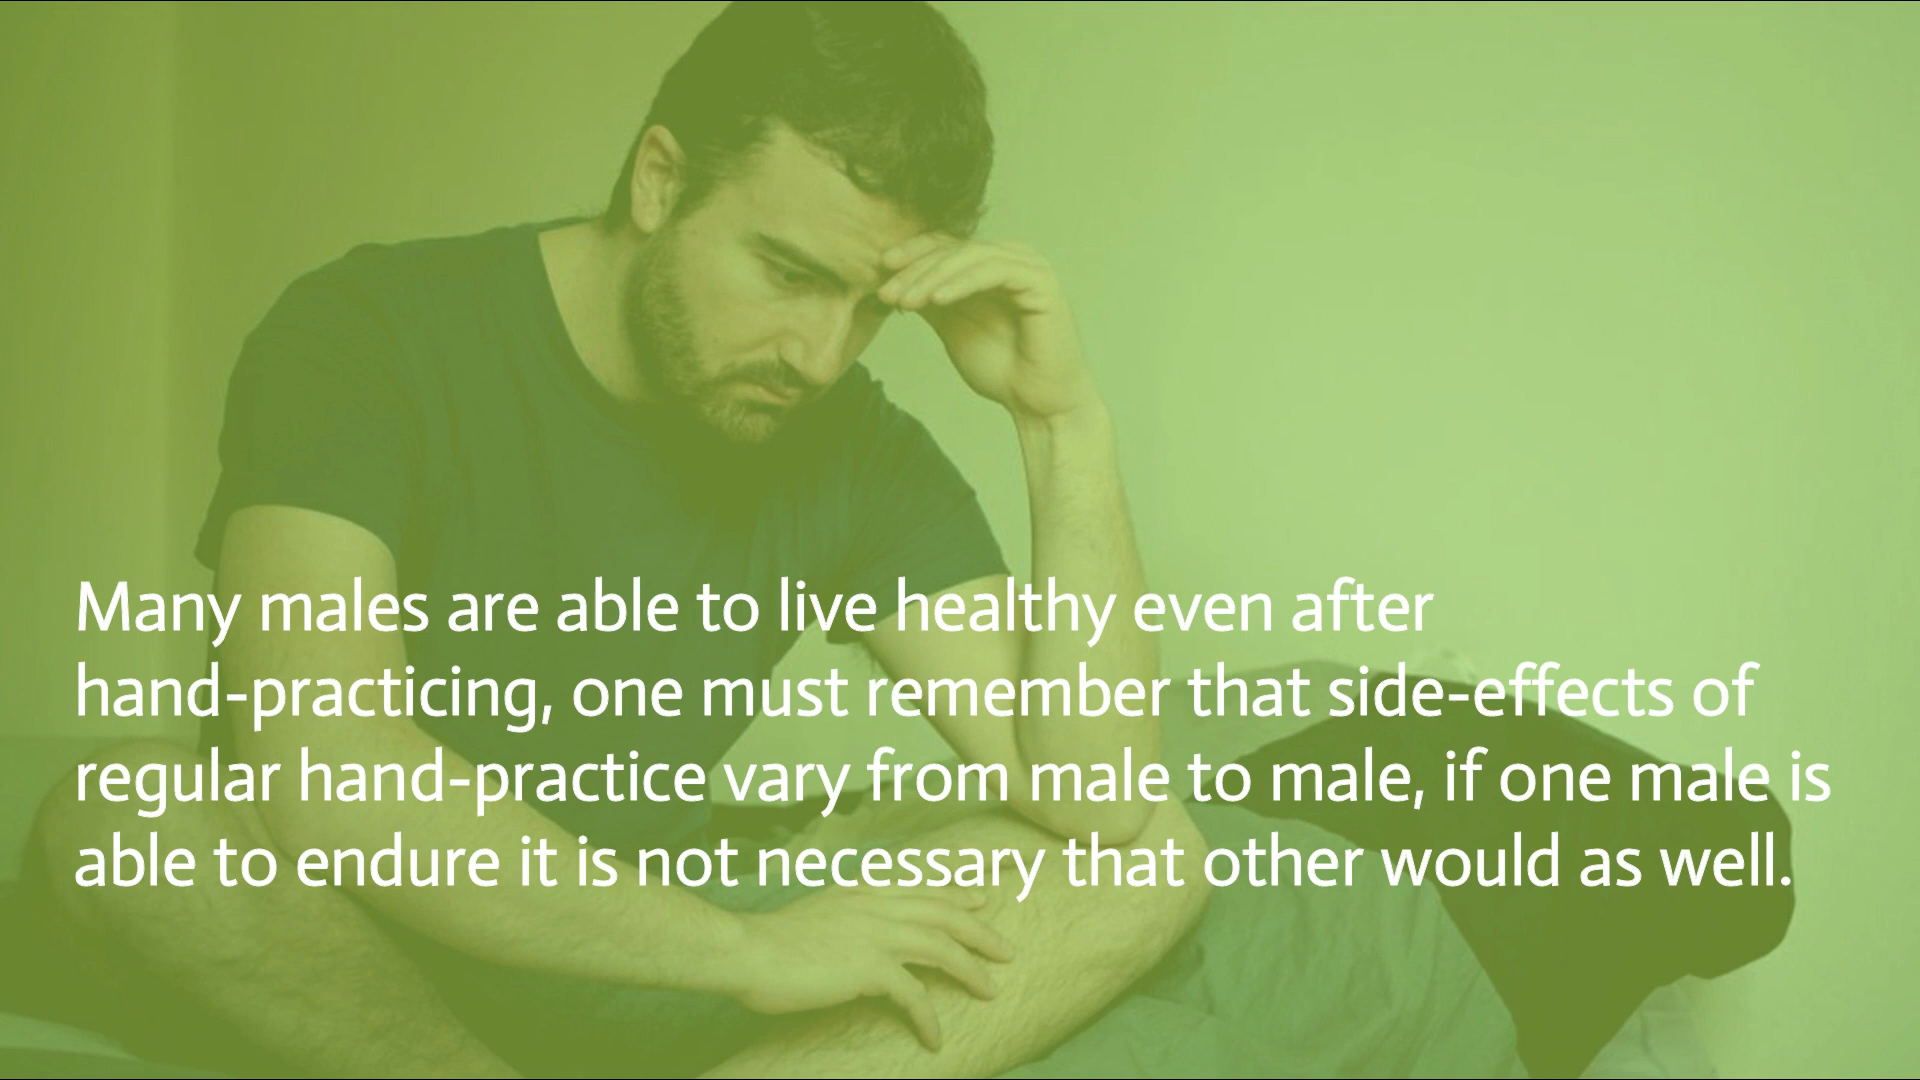 Many males are able to live healthy even after
hand-practicing, one must remember that side-effects of
regular hand-practice vary from male to male, if one male is
able to endure it is not necessary that other would as well.